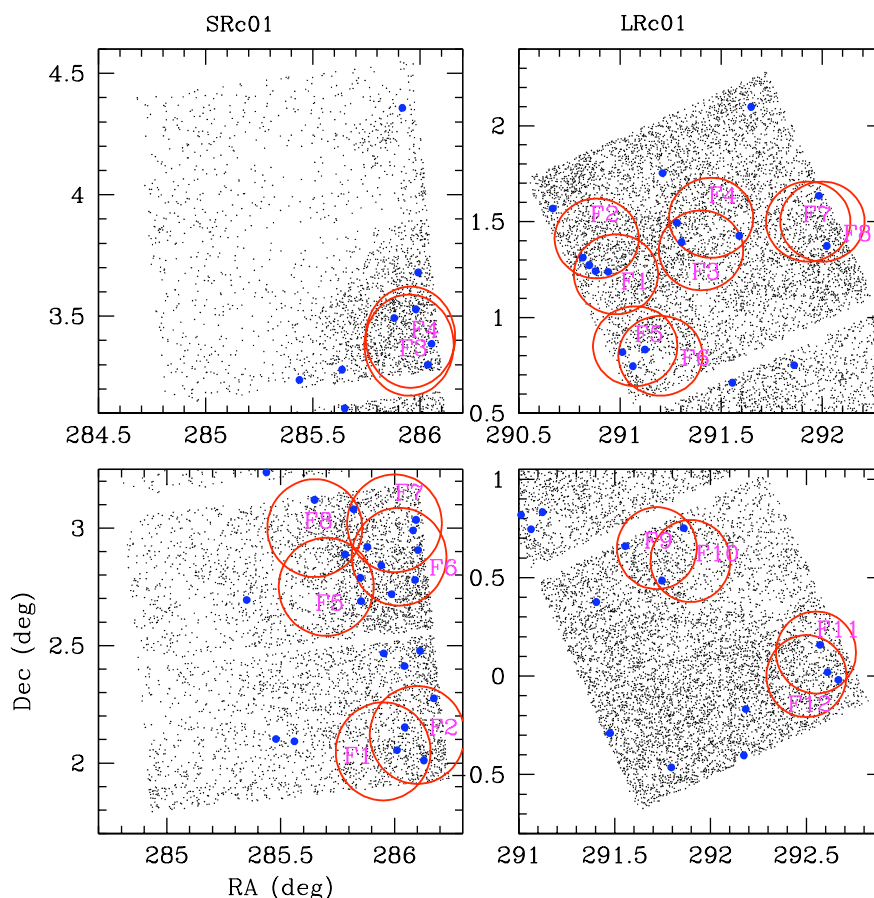 SRc01 LRc01
4.5
4
3.5
F4
F3
284.5 285 285.5 286
2
1.5
1
0.5
F2 F4 F7
F8
F1 F3
F5
F6
290.5 291 291.5 292
3
2.5
2
F8 F7
F6
F5
F2
F1
285 285.5 286
1
0.5
0
0.5
F9
F10
F11
F12
291 291.5 292 292.5
Dec (deg)
RA (deg)